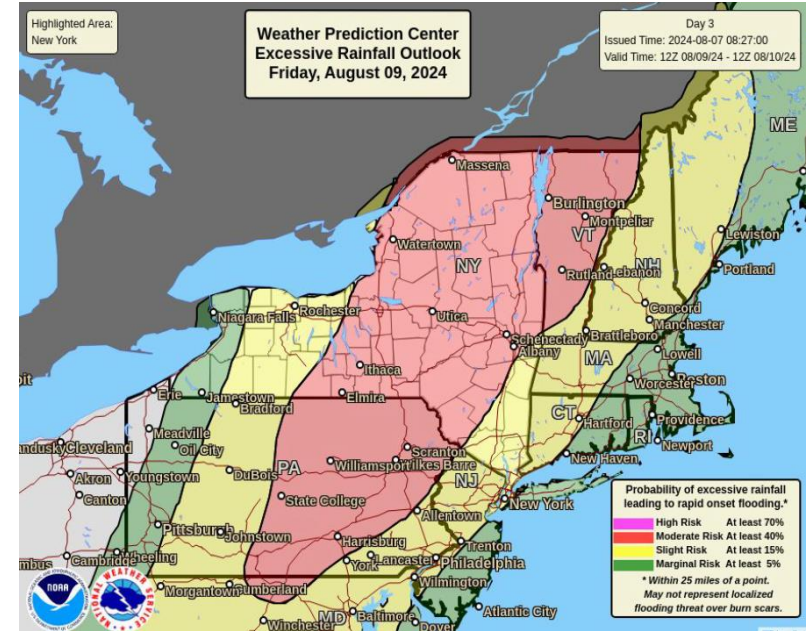 Highlighted Area:
New York
Weather Prediction Center
Excessive Rainfall Outlook
Friday, August 09, 2024
Day 3
Issued Time: 2024-08-07 08:27:00
Valid Time: 12Z 08/09/24 - 12Z 08/10/24
ME
Massena
Burlington
Montpelier
VT
Lewiston
Watertown
NY
NH
Rutland
Lebanon
Portland
Niagara Falls
Rochester
Utica
Concord
Manchester
Schenectady
Brattleboro
Albany
MA
Lowell
Ithaca
Worcester
Boston
Erie
Jamestown
Elmira
Bradford
CT
Hartford
Providence
RI
Meadville
Newport
Cleveland
Oil City
Scranton
New Haven
Akron
Youngstown
DuBois
PA
Williamsport
Wilkes Barre
NJ
Canton
State College
New York
Allentown
Pittsburgh
Johnstown
Harrisburg
Trenton
Cambridge
Wheeling
Lancaster
York
Philadelphia
Morgantown
Cumberland
Wilmington
MD
Baltimore
Atlantic City
Winchester
Dover
Probability of excessive rainfall
leading to rapid onset flooding.*
High Risk At least 70%
Moderate Risk At least 40%
Slight Risk At least 15%
Marginal Risk At least 5%
* Within 25 miles of a point.
May not represent localized
flooding threat over burn scars.
NOAA
NATIONAL WEATHER SERVICE